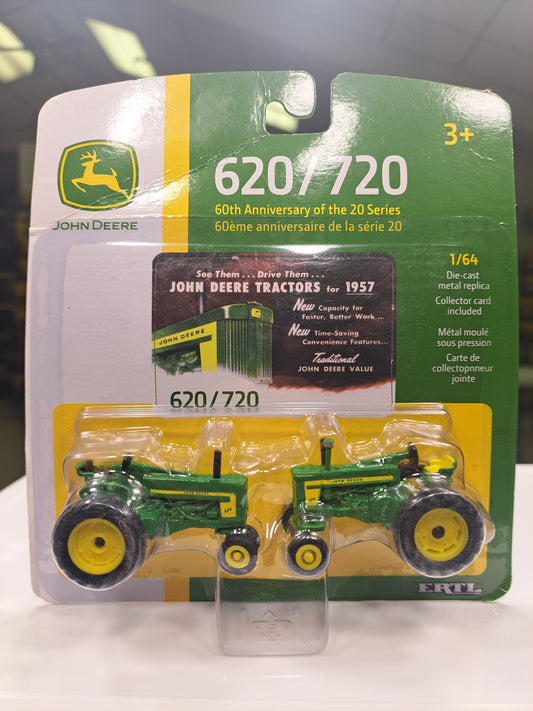 JOHN DEERE
620/720
3+
60th Anniversary of the 20 Series
60ème anniversaire de la série 20
1/64
Die-cast
metal replica
Collector card
included
Métal moulé
sous pression
Carte de
collectopnneur
jointe
See Them . . . Drive Them . . .
JOHN DEERE TRACTORS for 1957
New Capacity for
Faster, Better Work . .
New Time-Saving
Convenience Features...
Traditional
JOHN DEERE VALUE
JOHN DEERE
620/720
JOHN DEERE
JOHN DEERE
ERTL